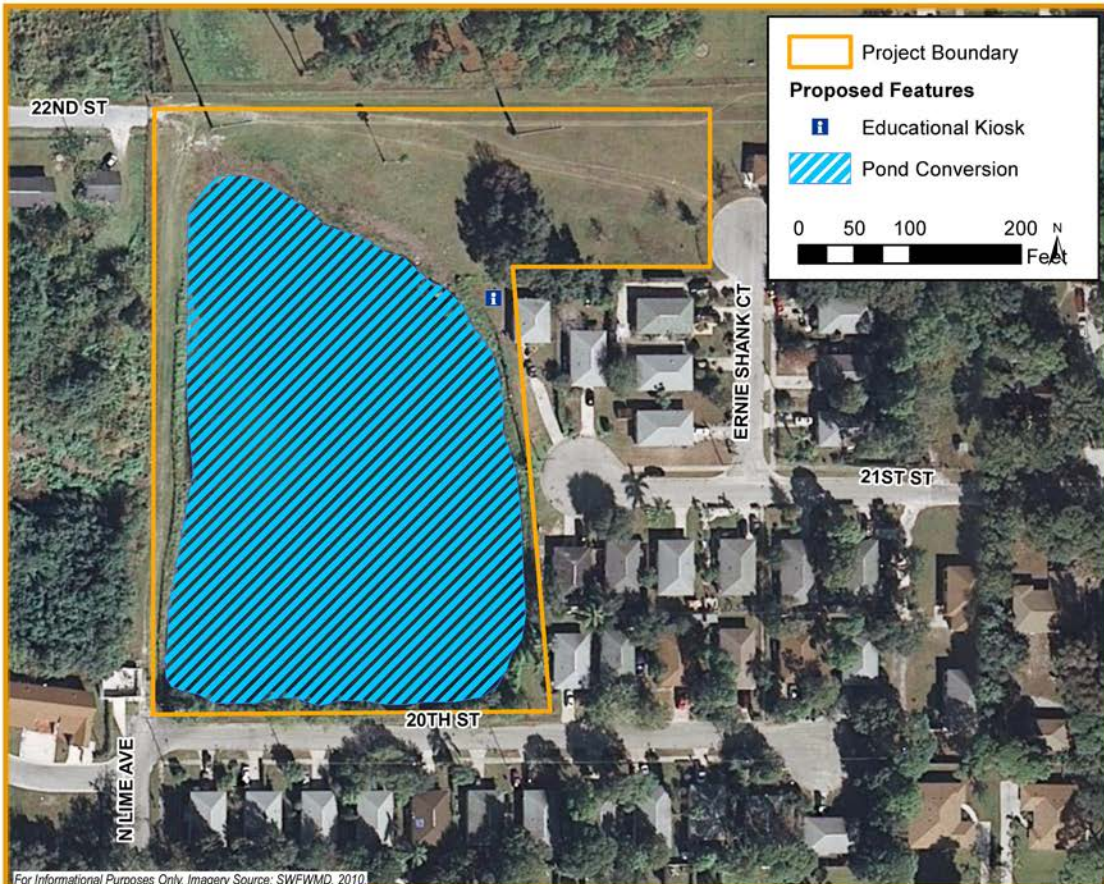 22ND ST
Project Boundary
Proposed Features
i Educational Kiosk
Pond Conversion
0 50 100 200
N
Feet
i
ERNIE SHANK CT
21ST ST
20TH ST
N LIME AVE
For Informational Purposes Only. Imagery Source: SWFWMD, 2010.